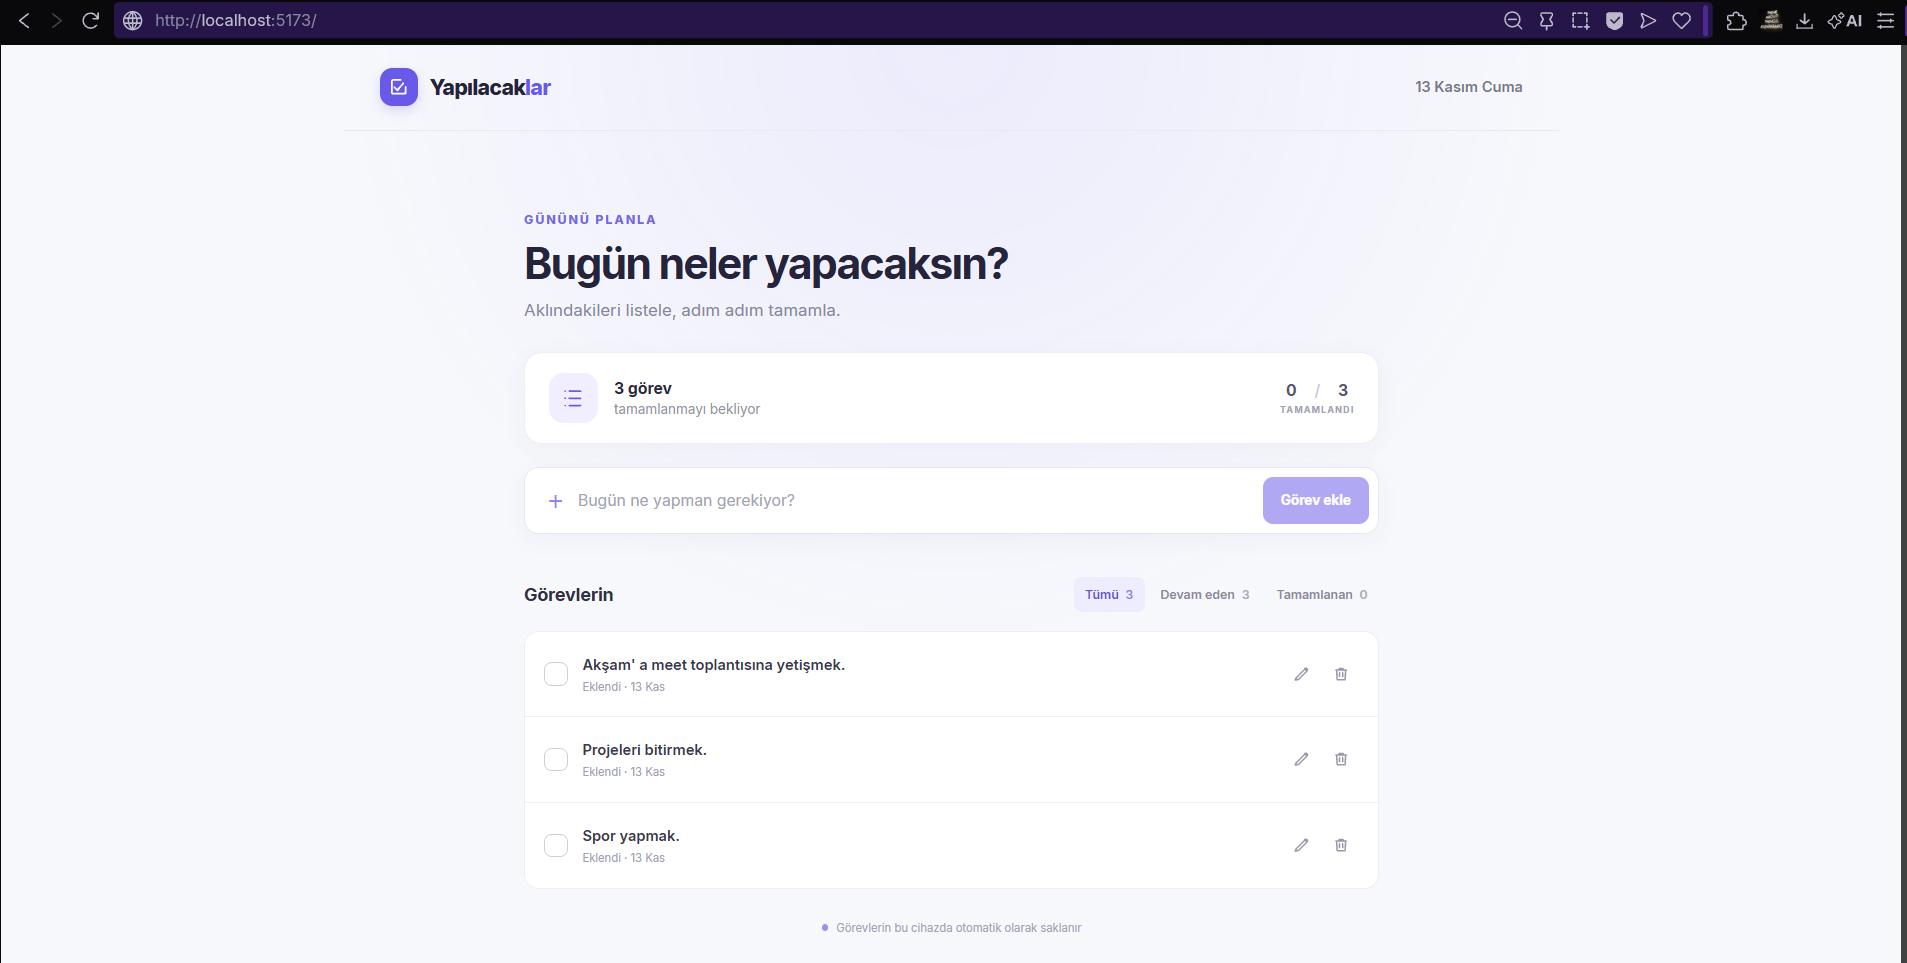 http://localhost:5173/
AI
Yapılacaklar
13 Kasım Cuma
GÜNÜNÜ PLANLA
Bugün neler yapacaksın?
Aklındakileri listele, adım adım tamamla.
3 görev
tamamlanmayı bekliyor
0 / 3
TAMAMLANDI
Bugün ne yapman gerekiyor?
Görev ekle
Görevlerin
Tümü 3
Devam eden 3
Tamamlanan 0
Akşam' a meet toplantısına yetişmek.
Eklendi · 13 Kas
Projeleri bitirmek.
Eklendi · 13 Kas
Spor yapmak.
Eklendi · 13 Kas
Görevlerin bu cihazda otomatik olarak saklanır